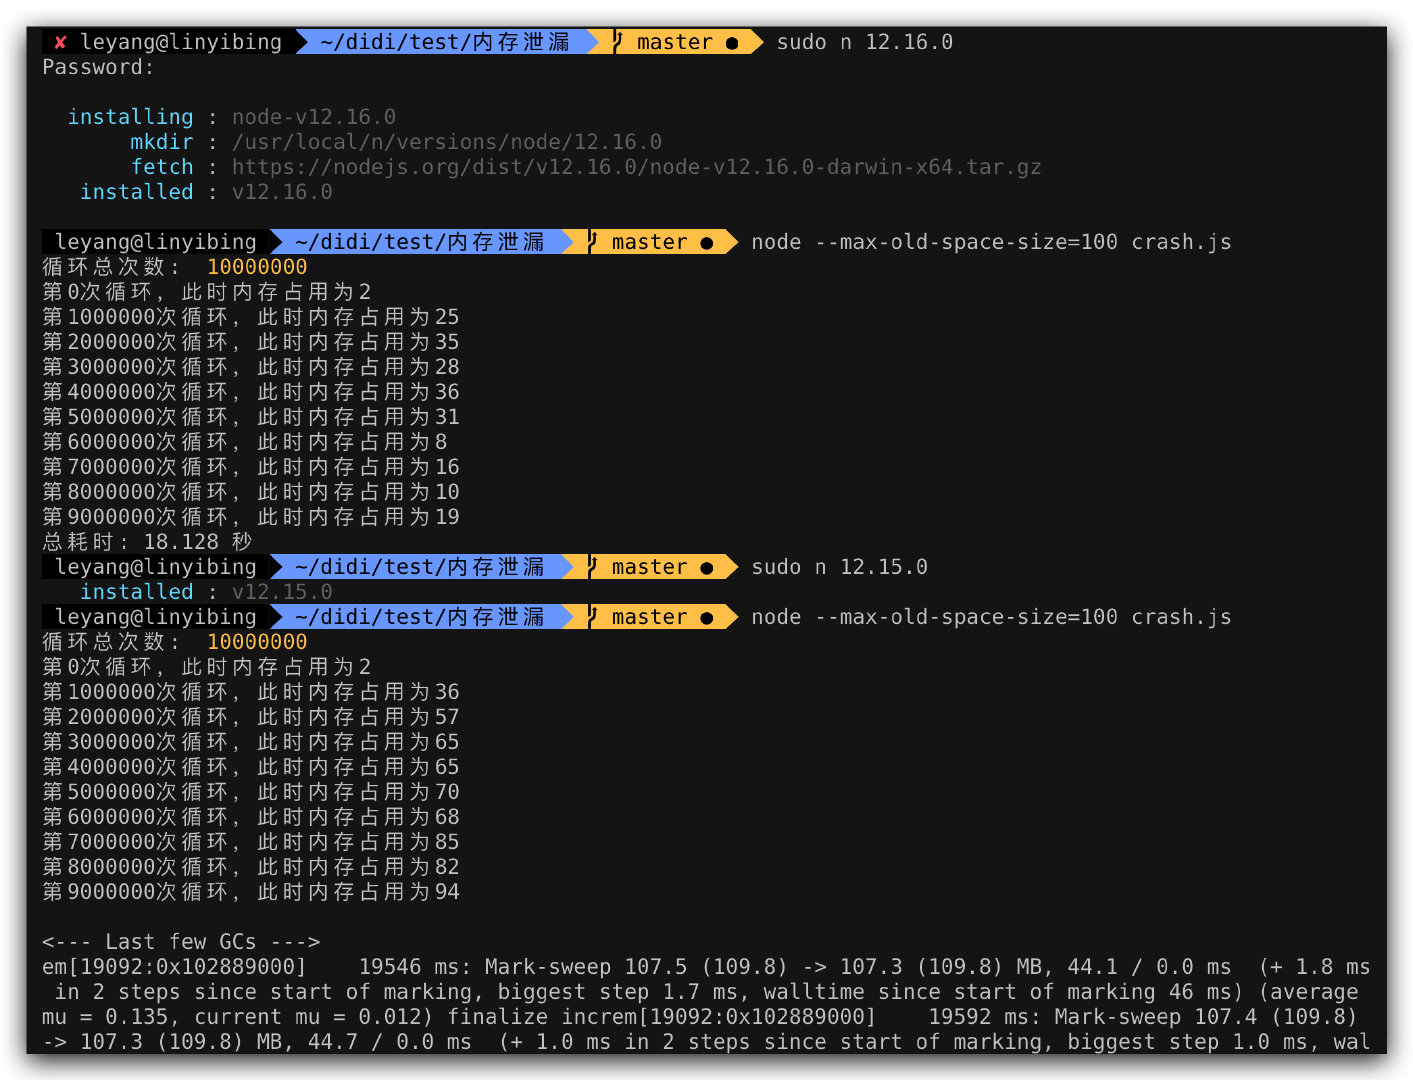 ✘ leyang@linyibing ~/didi/test/内存泄漏 master ● sudo n 12.16.0
Password:
installing : node-v12.16.0
mkdir : /usr/local/n/versions/node/12.16.0
fetch : https://nodejs.org/dist/v12.16.0/node-v12.16.0-darwin-x64.tar.gz
installed : v12.16.0
leyang@linyibing ~/didi/test/内存泄漏 master ● node --max-old-space-size=100 crash.js
循环总次数: 10000000
第0次循环, 此时内存占用为2
第1000000次循环, 此时内存占用为25
第2000000次循环, 此时内存占用为35
第3000000次循环, 此时内存占用为28
第4000000次循环, 此时内存占用为36
第5000000次循环, 此时内存占用为31
第6000000次循环, 此时内存占用为8
第7000000次循环, 此时内存占用为16
第8000000次循环, 此时内存占用为10
第9000000次循环, 此时内存占用为19
总耗时: 18.128 秒
leyang@linyibing ~/didi/test/内存泄漏 master ● sudo n 12.15.0
installed : v12.15.0
leyang@linyibing ~/didi/test/内存泄漏 master ● node --max-old-space-size=100 crash.js
循环总次数: 10000000
第0次循环, 此时内存占用为2
第1000000次循环, 此时内存占用为36
第2000000次循环, 此时内存占用为57
第3000000次循环, 此时内存占用为65
第4000000次循环, 此时内存占用为65
第5000000次循环, 此时内存占用为70
第6000000次循环, 此时内存占用为68
第7000000次循环, 此时内存占用为85
第8000000次循环, 此时内存占用为82
第9000000次循环, 此时内存占用为94
<--- Last few GCs --->
em[19092:0x102889000]    19546 ms: Mark-sweep 107.5 (109.8) -> 107.3 (109.8) MB, 44.1 / 0.0 ms  (+ 1.8 ms
in 2 steps since start of marking, biggest step 1.7 ms, walltime since start of marking 46 ms) (average
mu = 0.135, current mu = 0.012) finalize increm[19092:0x102889000]    19592 ms: Mark-sweep 107.4 (109.8)
-> 107.3 (109.8) MB, 44.7 / 0.0 ms  (+ 1.0 ms in 2 steps since start of marking, biggest step 1.0 ms, wal